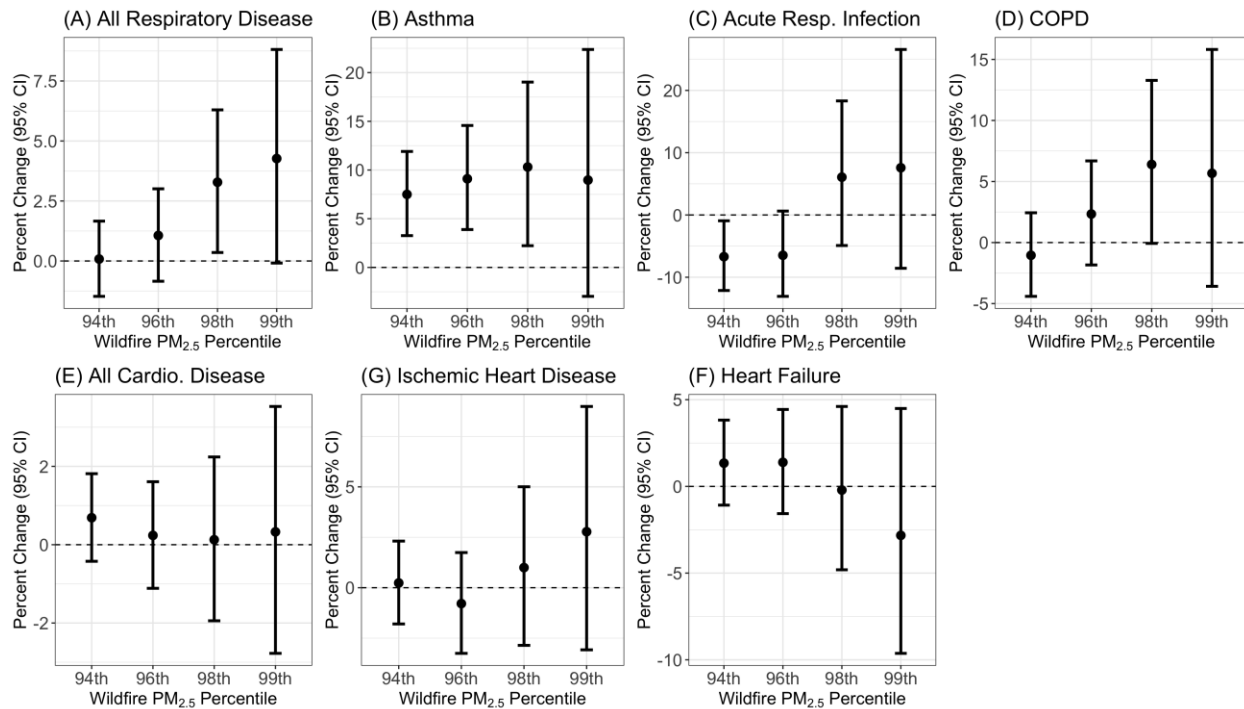 (A) All Respiratory Disease
Percent Change (95% CI)
7.5
5.0
2.5
0.0
94th 96th 98th 99th
Wildfire PM2.5 Percentile
(B) Asthma
Percent Change (95% CI)
20
15
10
5
0
94th 96th 98th 99th
Wildfire PM2.5 Percentile
(C) Acute Resp. Infection
Percent Change (95% CI)
20
10
0
-10
94th 96th 98th 99th
Wildfire PM2.5 Percentile
(D) COPD
Percent Change (95% CI)
15
10
5
0
-5
94th 96th 98th 99th
Wildfire PM2.5 Percentile
(E) All Cardio. Disease
Percent Change (95% CI)
2
0
-2
94th 96th 98th 99th
Wildfire PM2.5 Percentile
(G) Ischemic Heart Disease
Percent Change (95% CI)
5
0
94th 96th 98th 99th
Wildfire PM2.5 Percentile
(F) Heart Failure
Percent Change (95% CI)
5
0
-5
-10
94th 96th 98th 99th
Wildfire PM2.5 Percentile